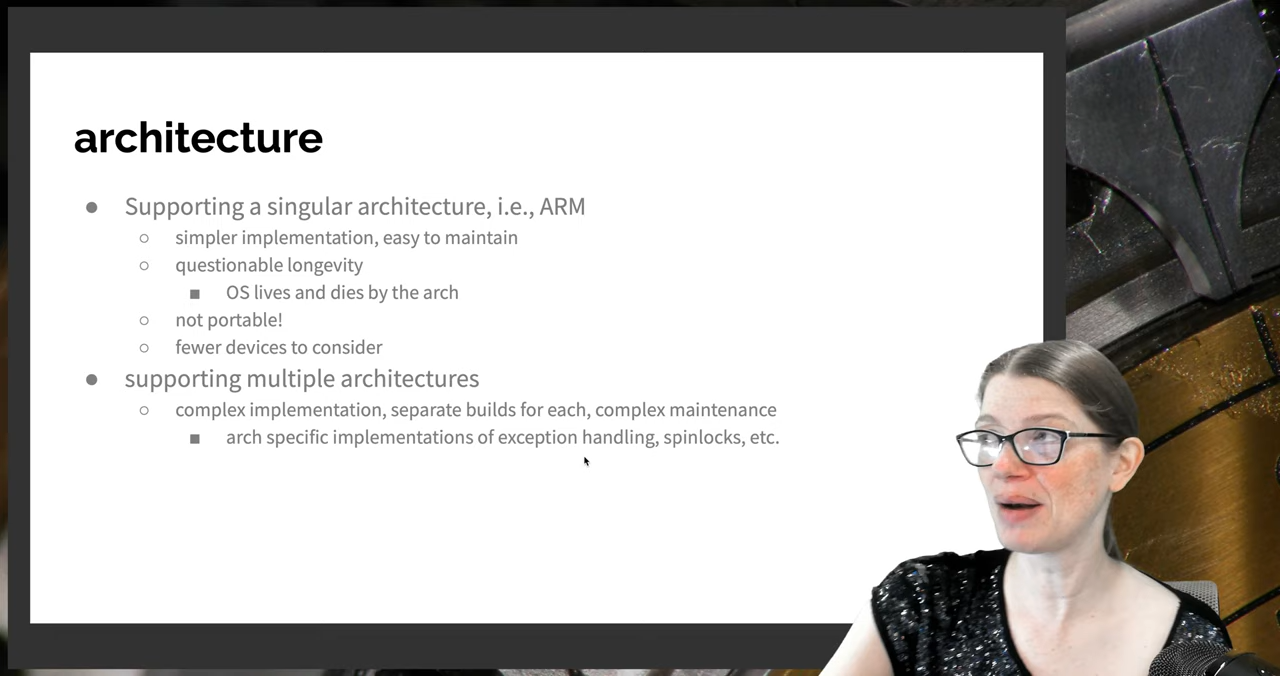 architecture
Supporting a singular architecture, i.e., ARM
simpler implementation, easy to maintain
questionable longevity
OS lives and dies by the arch
not portable!
fewer devices to consider
supporting multiple architectures
complex implementation, separate builds for each, complex maintenance
arch specific implementations of exception handling, spinlocks, etc.